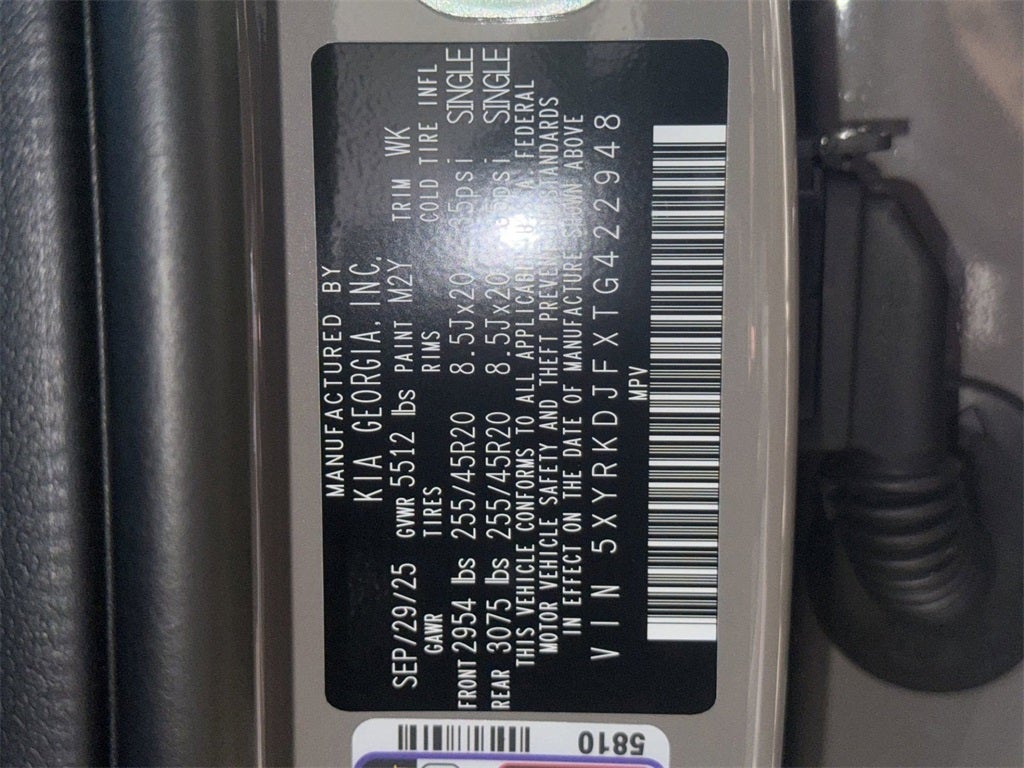 MANUFACTURED BY
KIA GEORGIA, INC.
SEP/29/25 GVWR 5512 lbs PAINT M2Y TRIM WK
GAWR TIRES RIMS COLD TIRE INFL
FRONT 2954 lbs 255/45R20 8.5Jx20 psi SINGLE
REAR 3075 lbs 255/45R20 8.5Jx20 psi SINGLE
THIS VEHICLE CONFORMS TO ALL APPLICABLE FEDERAL
MOTOR VEHICLE SAFETY AND THEFT PREVENTION STANDARDS
IN EFFECT ON THE DATE OF MANUFACTURE SHOWN ABOVE
VIN 5XYRKDJFXTG422948
MPV
5810